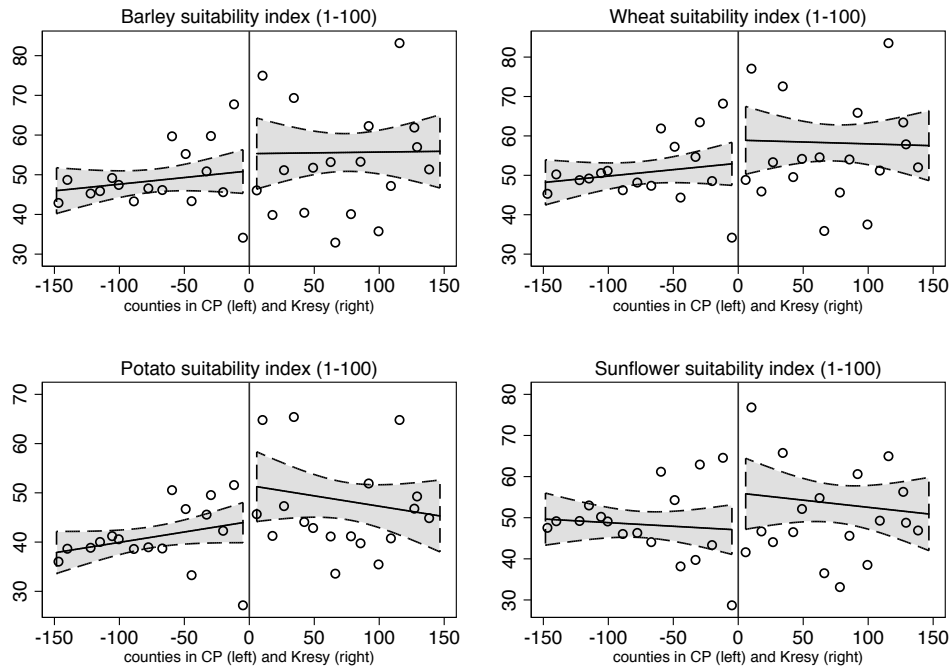 Barley suitability index (1-100)
80
70
60
50
40
30
-150 -100 -50 0 50 100 150
counties in CP (left) and Kresy (right)
Wheat suitability index (1-100)
80
70
60
50
40
30
-150 -100 -50 0 50 100 150
counties in CP (left) and Kresy (right)
Potato suitability index (1-100)
70
60
50
40
30
-150 -100 -50 0 50 100 150
counties in CP (left) and Kresy (right)
Sunflower suitability index (1-100)
80
70
60
50
40
30
-150 -100 -50 0 50 100 150
counties in CP (left) and Kresy (right)